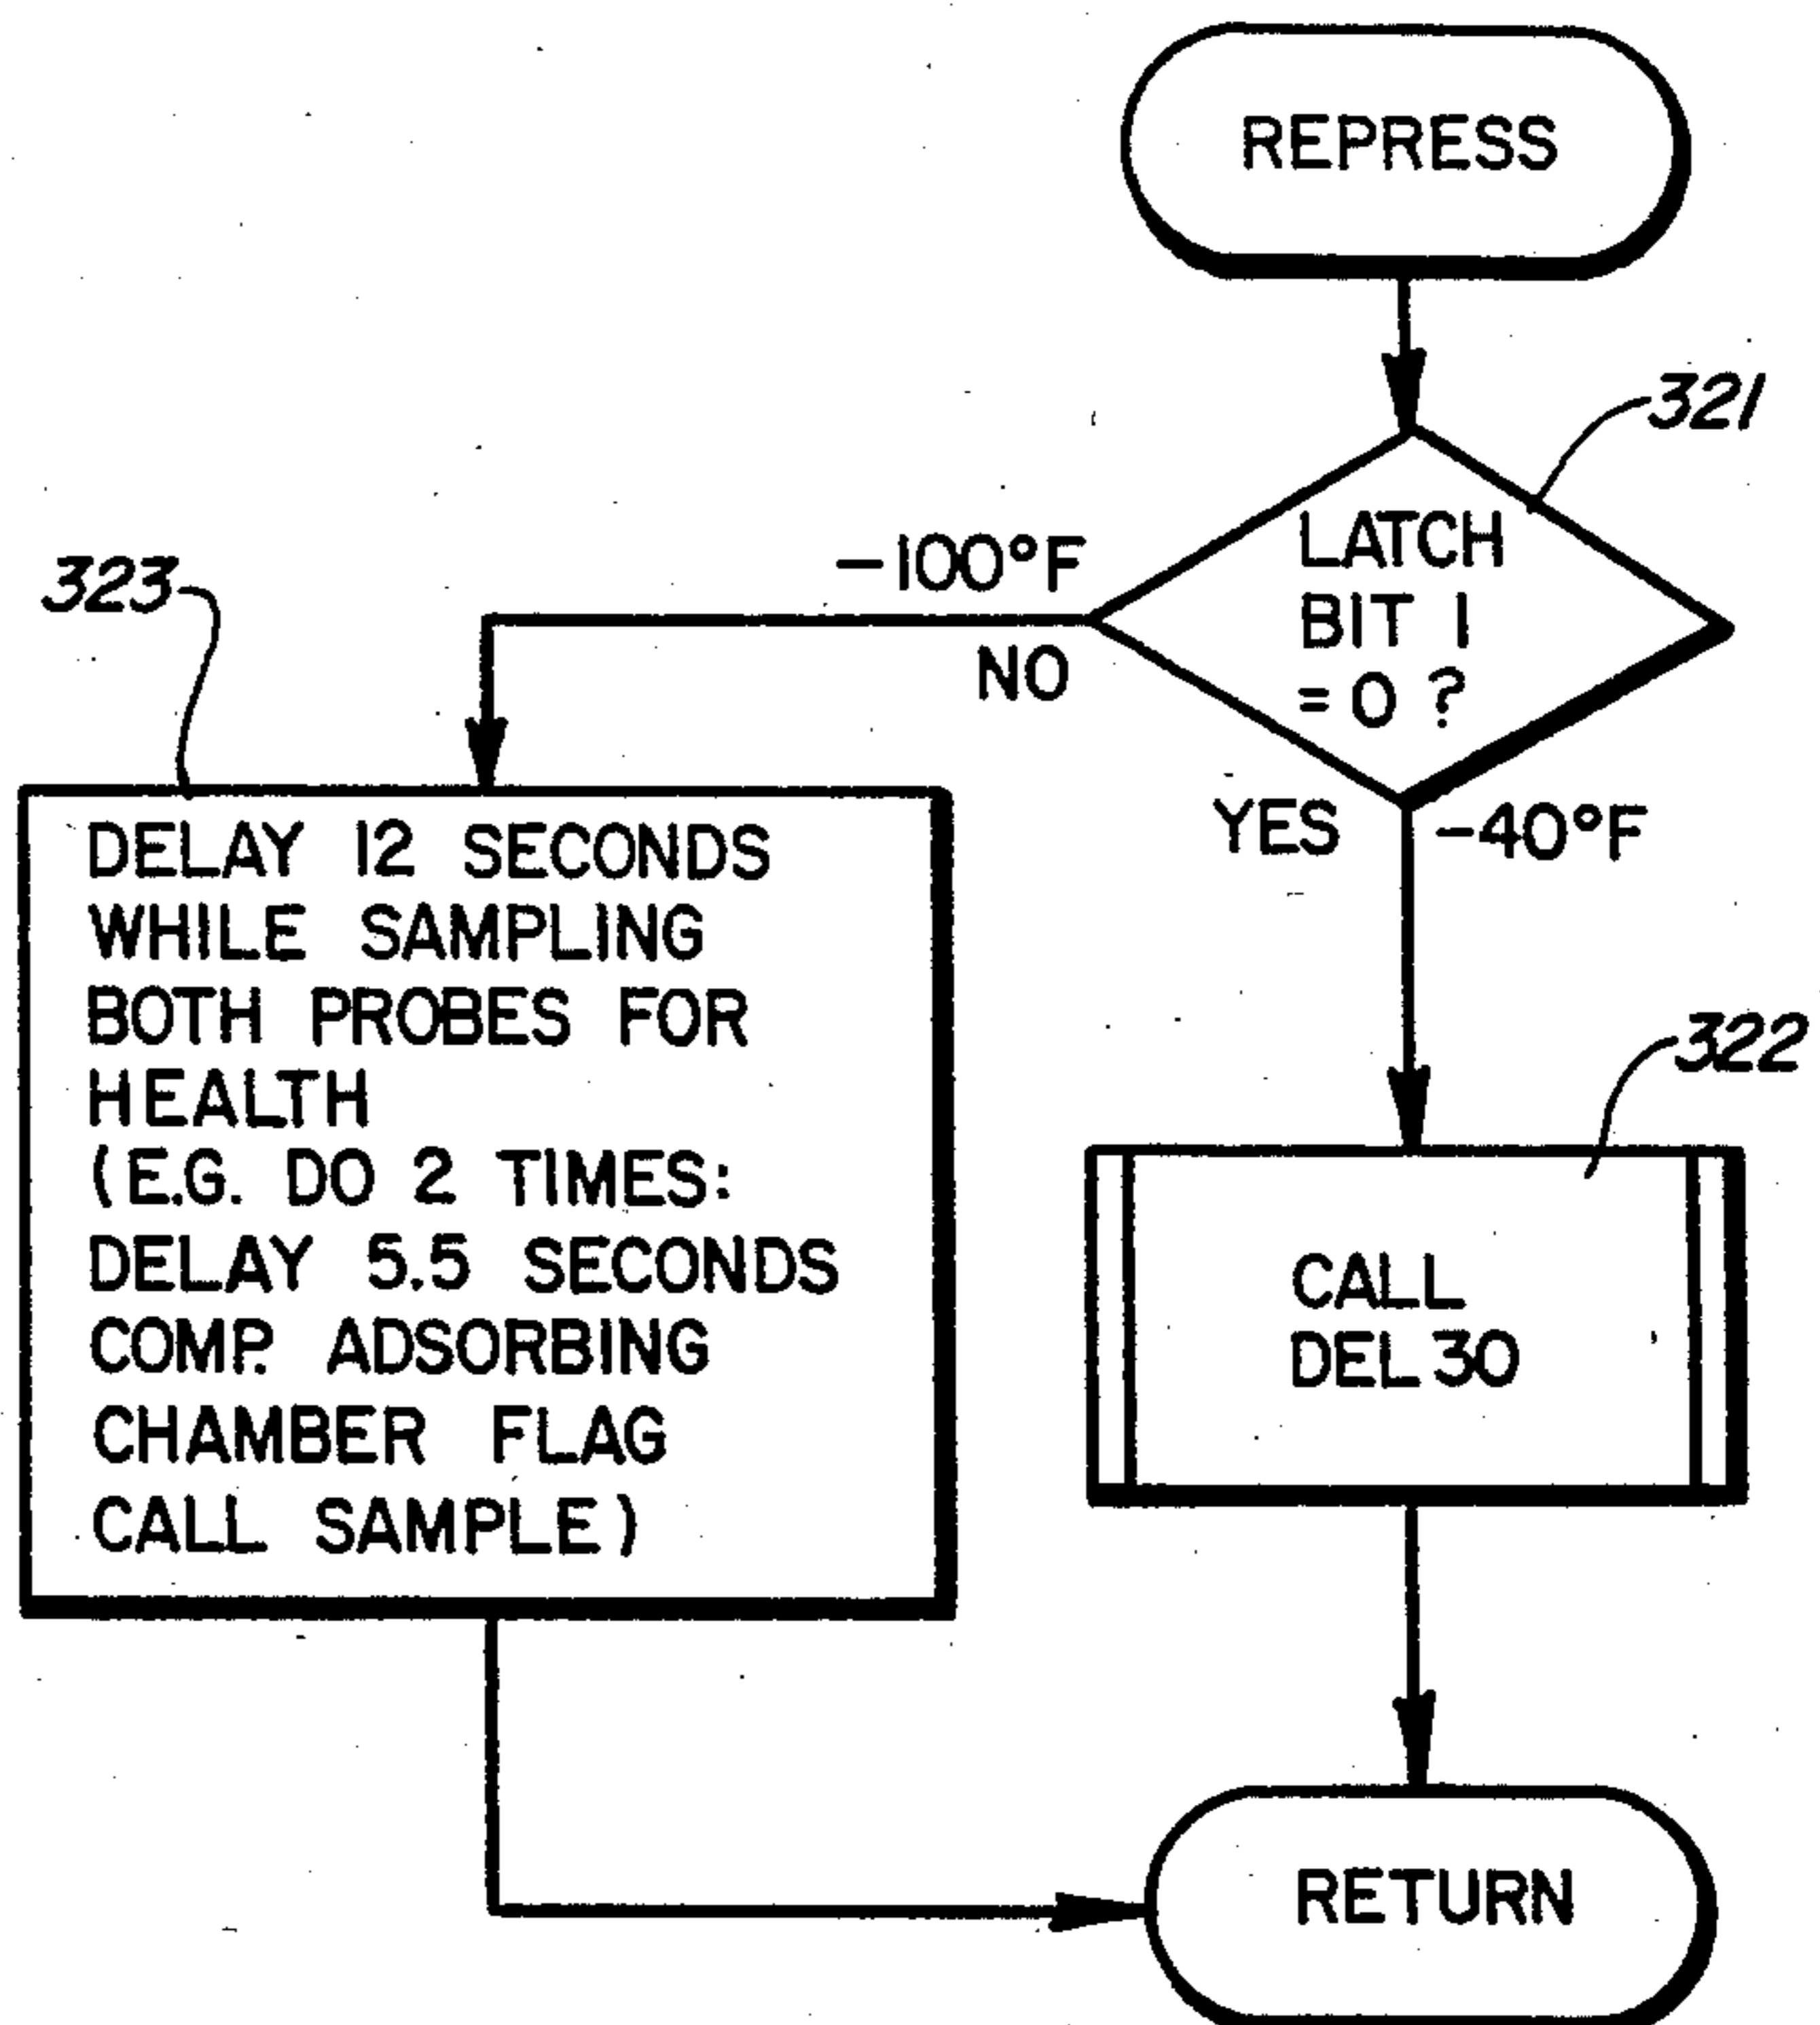 REPRESS
321
LATCH
BIT 1
= 0 ?
-100°F
NO
YES
-40°F
323
DELAY 12 SECONDS
WHILE SAMPLING
BOTH PROBES FOR
HEALTH
(E.G. DO 2 TIMES:
DELAY 5.5 SECONDS
COMP. ADSORBING
CHAMBER FLAG
CALL SAMPLE)
322
CALL
DEL 30
RETURN